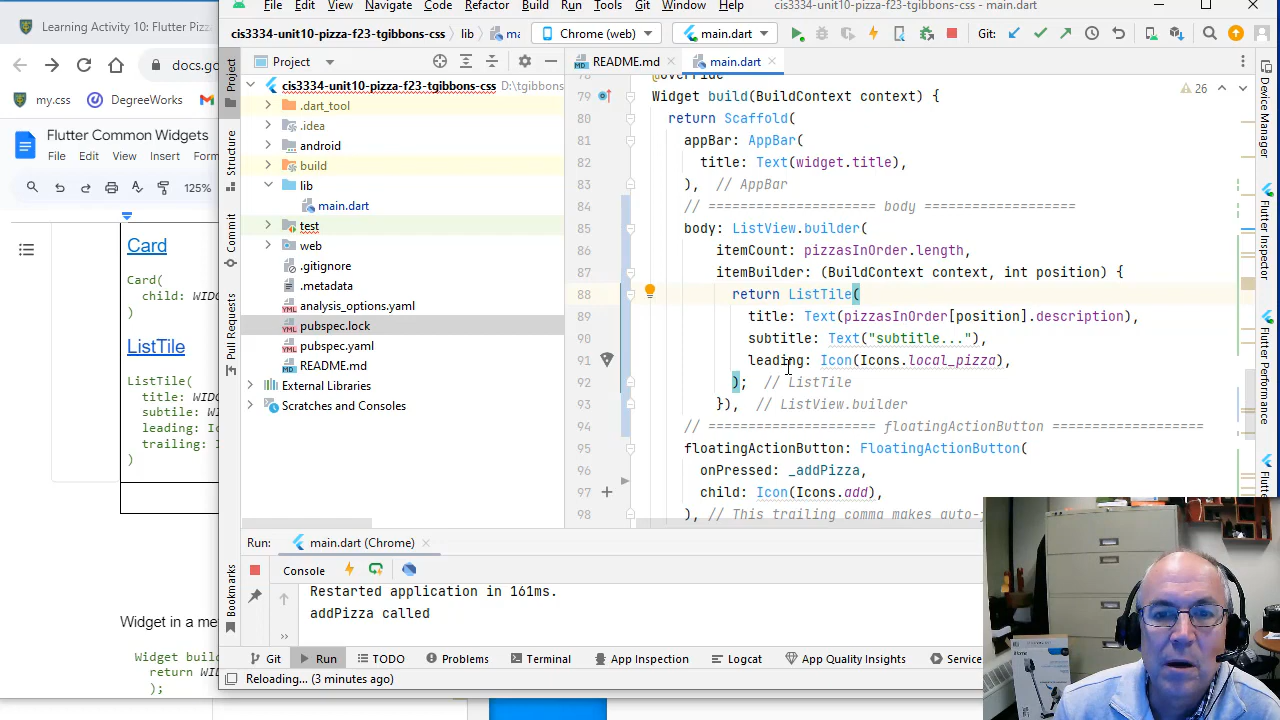 File Edit View Navigate Code Refactor Build Run Tools Git Window Help cis3334-unit10-pizza-f23-tgibbons-css - main.dart
Learning Activity 10: Flutter Piz
cis3334-unit10-pizza-f23-tgibbons-css lib Chrome (web) main.dart Git:
docs.go
my.css DegreeWorks
Project README.md main.dart
cis3334-unit10-pizza-f23-tgibbons-css D:\tgibbons
.dart_tool
.idea
android
build
lib
main.dart
test
web
.gitignore
.metadata
analysis_options.yaml
pubspec.lock
pubspec.yaml
README.md
External Libraries
Scratches and Consoles
Flutter Common Widgets
File Edit View Insert Form
125%
Card
Card(
child: WID
)
ListTile
ListTile(
title: WID
subtitle: W
leading: Ic
trailing: I
)
Widget in a me
Widget buil
return WID
);
Project
Structure
Commit
Pull Requests
Bookmarks
26
@override
79 Widget build(BuildContext context) {
80 return Scaffold(
81 appBar: AppBar(
82 title: Text(widget.title),
83 ), // AppBar
84 // ===================== body ===================
85 body: ListView.builder(
86 itemCount: pizzasInOrder.length,
87 itemBuilder: (BuildContext context, int position) {
88 return ListTile(
89 title: Text(pizzasInOrder[position].description),
90 subtitle: Text("subtitle..."),
91 leading: Icon(Icons.local_pizza),
92 ); // ListTile
93 }), // ListView.builder
94 // ===================== floatingActionButton ===================
95 floatingActionButton: FloatingActionButton(
96 onPressed: _addPizza,
97 child: Icon(Icons.add),
98 ), // This trailing comma makes auto-
Device Manager
Flutter Inspector
Flutter Performance
Flutter
Run: main.dart (Chrome)
Console
Restarted application in 161ms.
addPizza called
Git Run TODO Problems Terminal App Inspection Logcat App Quality Insights Service
Reloading... (3 minutes ago)